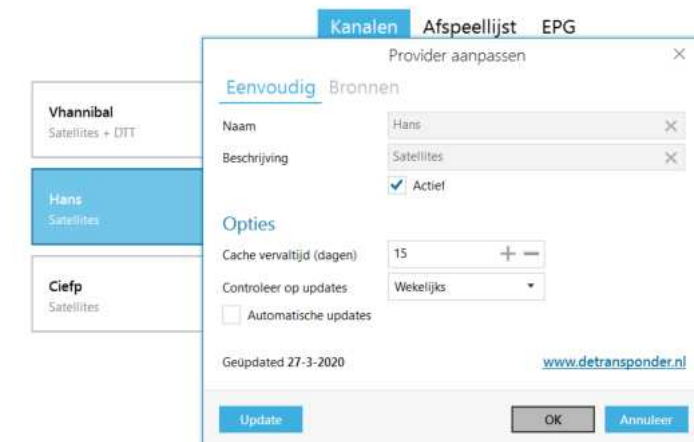 Kanalen Afspeellijst EPG
Provider aanpassen
Eenvoudig Bronnen
Vhannibal
Satellites + DTT
Naam Hans
Beschrijving Satellites
Actief
Hans
Satellites
Opties
Cache vervaltijd (dagen) 15
Controleer op updates Wekelijks
Automatische updates
Ciefp
Satellites
Geüpdated 27-3-2020 www.detransponder.nl
Update OK Annuleer